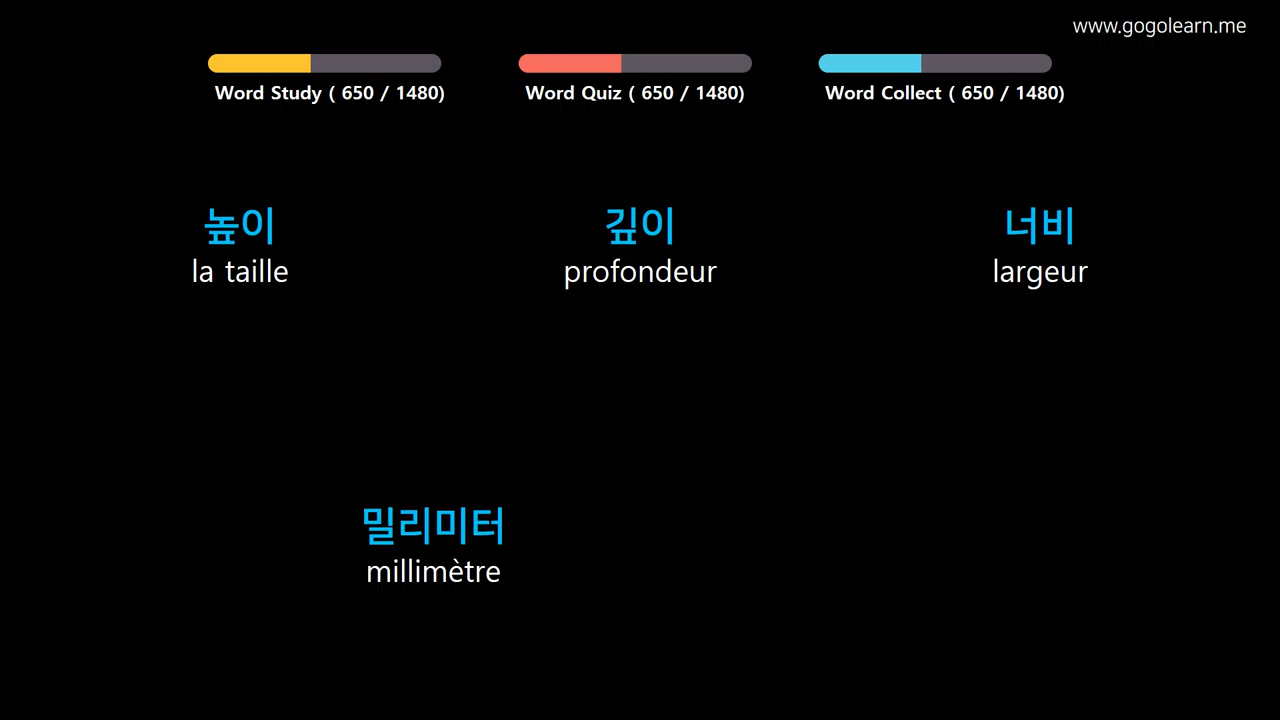 www.gogolearn.me
Word Study ( 650 / 1480)
Word Quiz ( 650 / 1480)
Word Collect ( 650 / 1480)
높이
la taille
깊이
profondeur
너비
largeur
밀리미터
millimètre